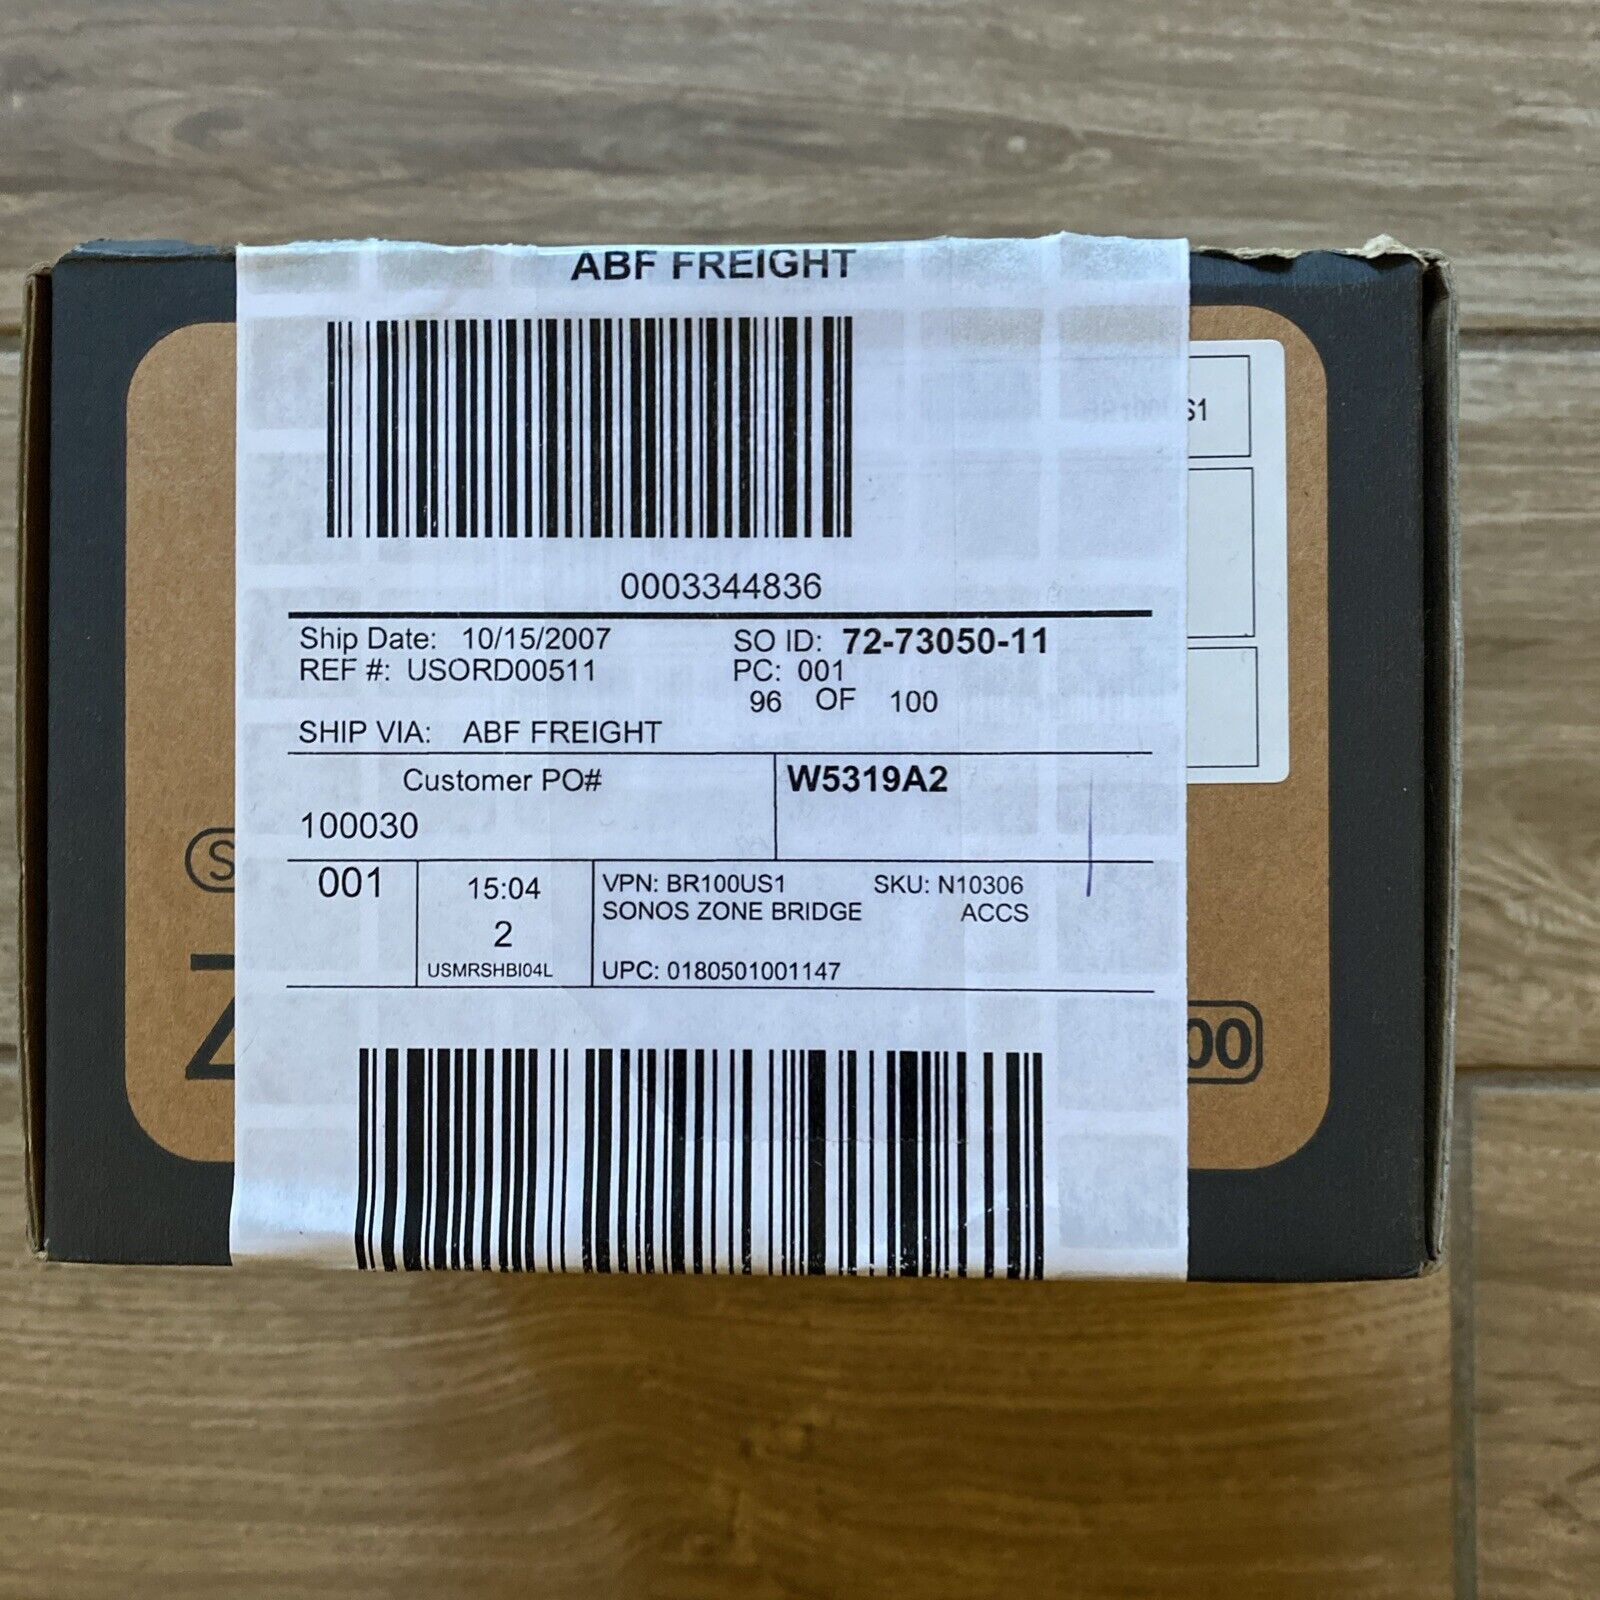 ABF FREIGHT
S1
0003344836
Ship Date: 10/15/2007 SO ID: 72-73050-11
REF #: USORD00511 PC: 001
96 OF 100
SHIP VIA: ABF FREIGHT
Customer PO# W5319A2
100030
S
001 15:04 VPN: BR100US1 SKU: N10306
SONOS ZONE BRIDGE ACCS
2
USMRSHBI04L UPC: 0180501001147
Z
00